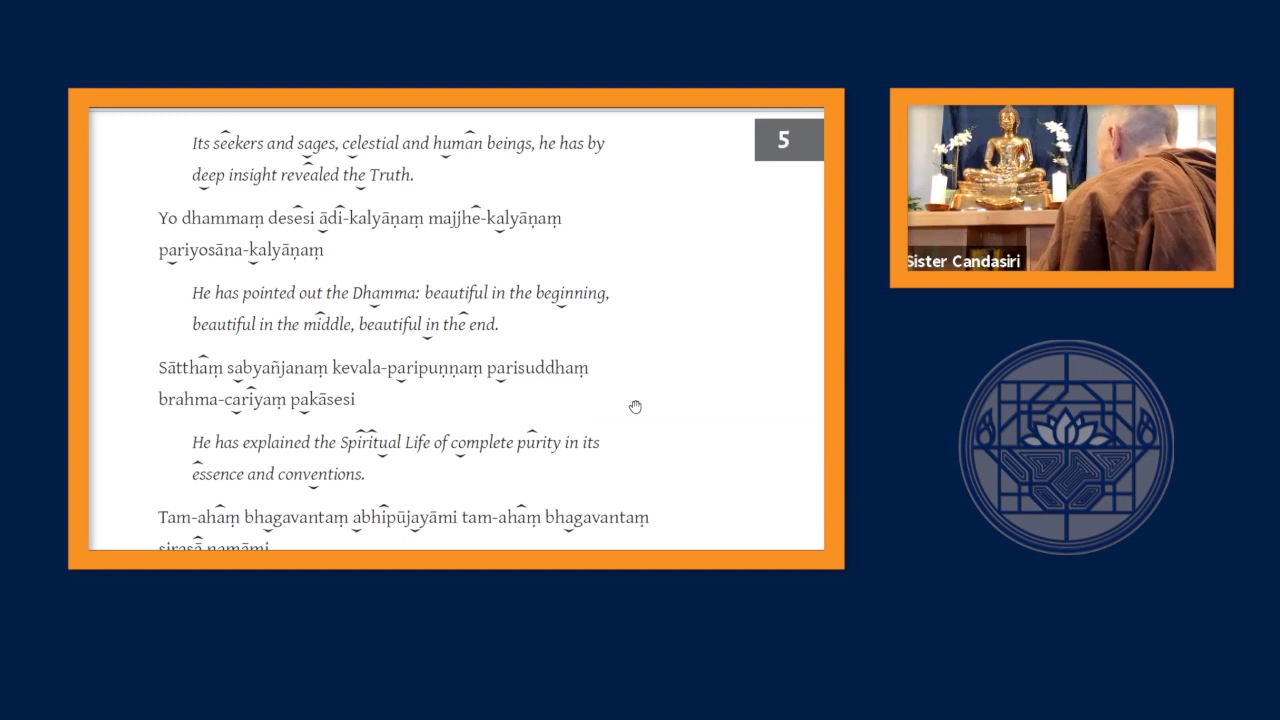 5
Its seekers and sages, celestial and human beings, he has by
deep insight revealed the Truth.
Yo dhammaṃ desesi ādi-kalyāṇaṃ majjhe-kalyāṇaṃ
pariyosāna-kalyāṇaṃ
He has pointed out the Dhamma: beautiful in the beginning,
beautiful in the middle, beautiful in the end.
Sātthaṃ sabyañjanaṃ kevala-paripuṇṇaṃ parisuddhaṃ
brahma-cariyaṃ pakāsesi
He has explained the Spiritual Life of complete purity in its
essence and conventions.
Tam-ahaṃ bhagavantaṃ abhipūjayāmi tam-ahaṃ bhagavantaṃ
sirasā namāmi
Sister Candasiri